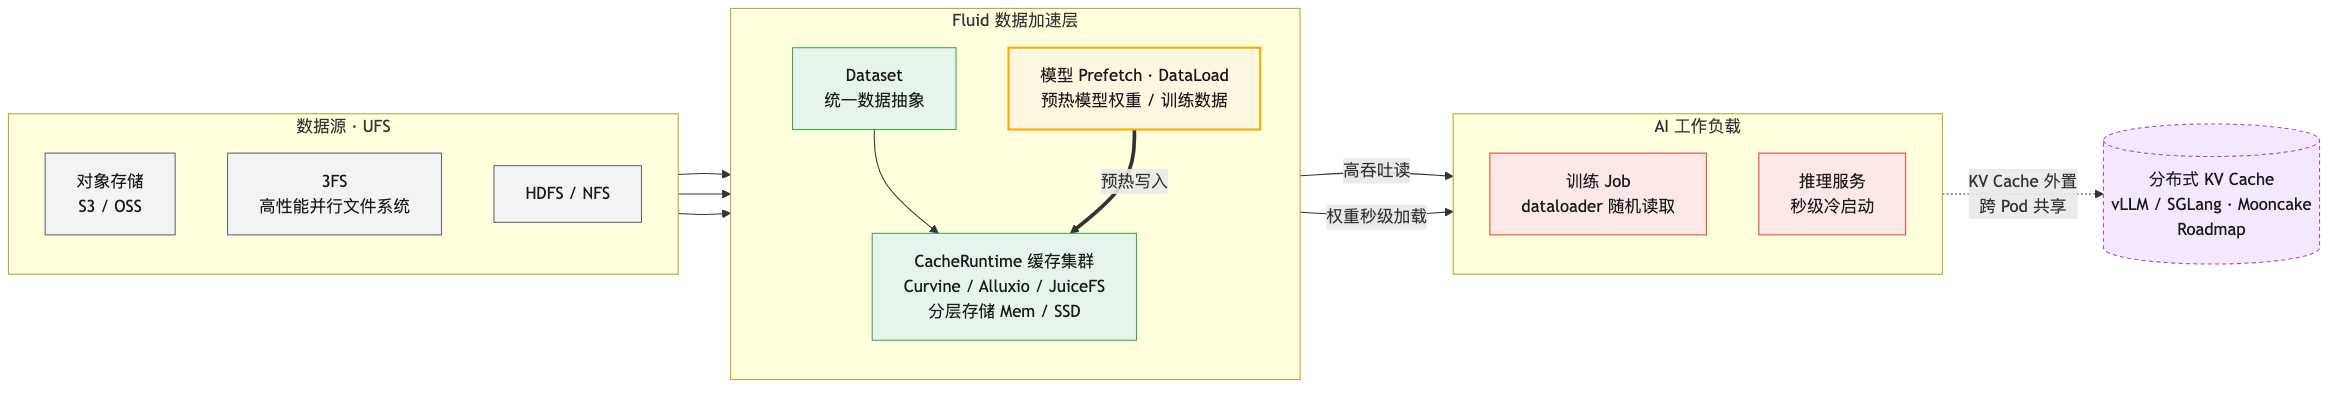 数据源 · UFS
对象存储
S3 / OSS
3FS
高性能并行文件系统
HDFS / NFS
Fluid 数据加速层
Dataset
统一数据抽象
模型 Prefetch · DataLoad
预热模型权重 / 训练数据
预热写入
CacheRuntime 缓存集群
Curvine / Alluxio / JuiceFS
分层存储 Mem / SSD
高吞吐读
权重秒级加载
AI 工作负载
训练 Job
dataloader 随机读取
推理服务
秒级冷启动
KV Cache 外置
跨 Pod 共享
分布式 KV Cache
vLLM / SGLang · Mooncake
Roadmap